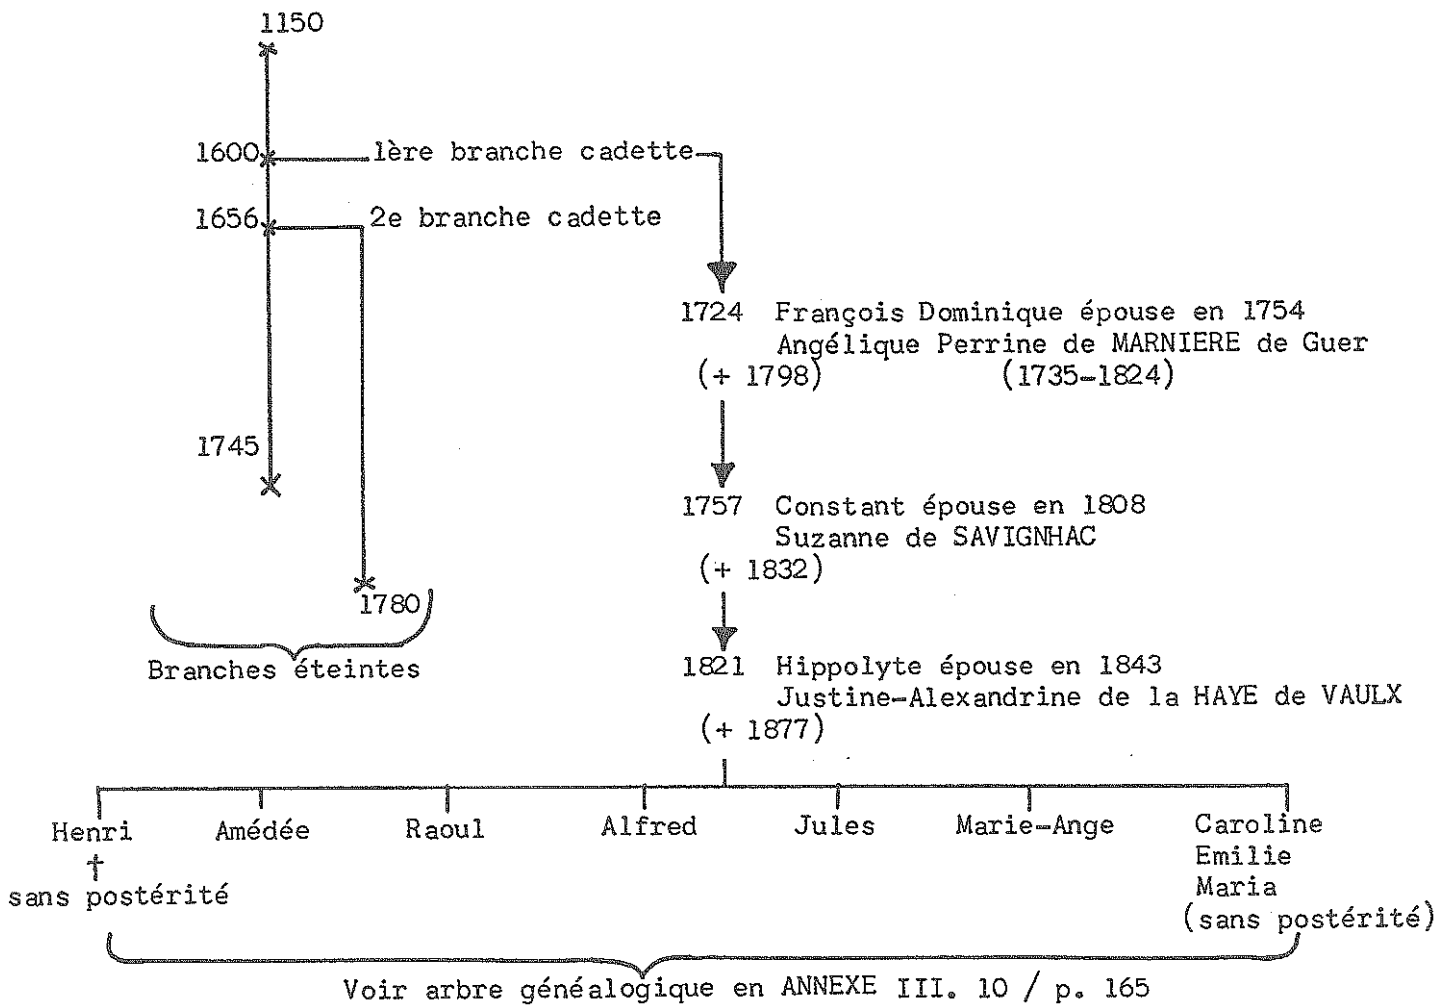 1150
1600 1ère branche cadette
1656 2e branche cadette
1724 François Dominique épouse en 1754
Angélique Perrine de MARNIERE de Guer
(+ 1798) (1735-1824)
1745
1757 Constant épouse en 1808
Suzanne de SAVIGNHAC
(+ 1832)
1780
Branches éteintes
1821 Hippolyte épouse en 1843
Justine-Alexandrine de la HAYE de VAULX
(+ 1877)
Henri Amédée Raoul Alfred Jules Marie-Ange Caroline
† Emilie
sans postérité Maria
(sans postérité)
Voir arbre généalogique en ANNEXE III. 10 / p. 165